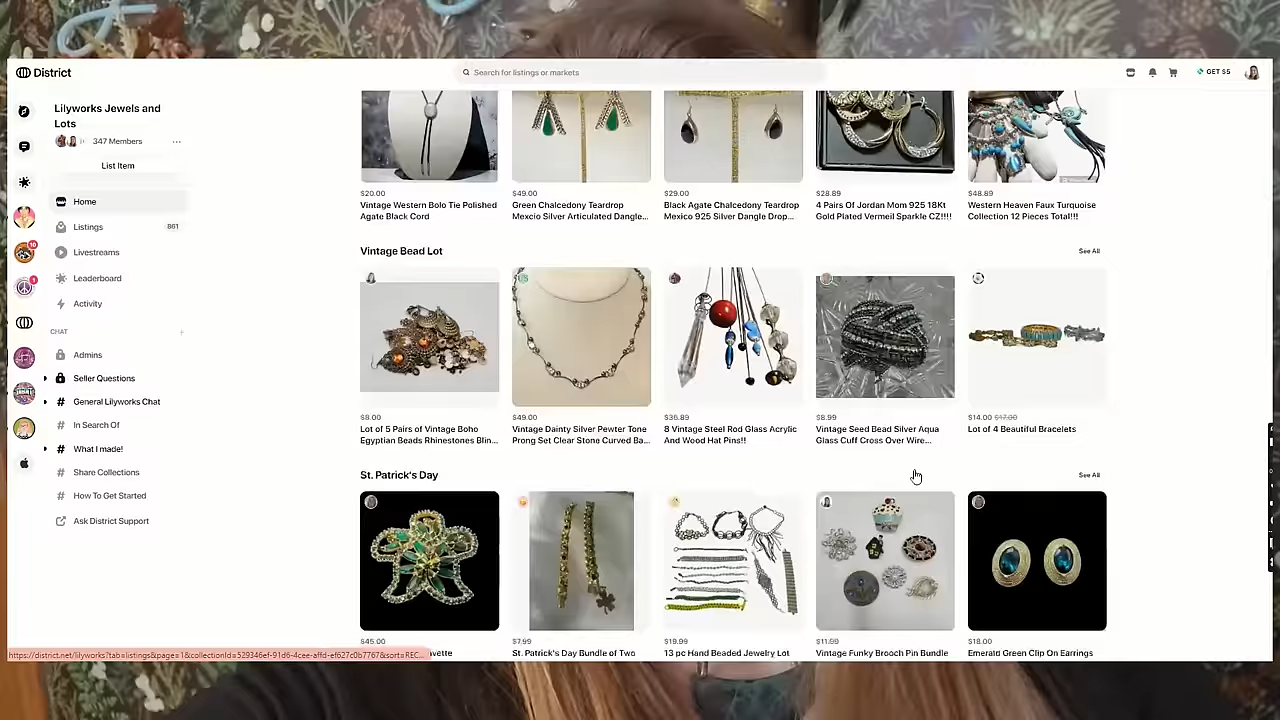 District
Search for listings or markets
GET $5
Lilyworks Jewels and
Lots
347 Members
...
List Item
Home
Listings
861
Livestreams
Leaderboard
Activity
CHAT
+
Admins
Seller Questions
# General Lilyworks Chat
# In Search Of
# What I made!
# Share Collections
# How To Get Started
Ask District Support
10
1
$20.00
Vintage Western Bolo Tie Polished
Agate Black Cord
$49.00
Green Chalcedony Teardrop
Mexcio Silver Articulated Dangle...
$29.00
Black Agate Chalcedony Teardrop
Mexico 925 Silver Dangle Drop...
$28.89
4 Pairs Of Jordan Mom 925 18Kt
Gold Plated Vermeil Sparkle CZ!!!!
$48.89
Western Heaven Faux Turquoise
Collection 12 Pieces Total!!!
Vintage Bead Lot
See All
$8.00
Lot of 5 Pairs of Vintage Boho
Egyptian Beads Rhinestones Blin...
$49.00
Vintage Dainty Silver Pewter Tone
Prong Set Clear Stone Curved Ba...
$36.89
8 Vintage Steel Rod Glass Acrylic
And Wood Hat Pins!!
$8.99
Vintage Seed Bead Silver Aqua
Glass Cuff Cross Over Wire...
$14.00 $17.00
Lot of 4 Beautiful Bracelets
St. Patrick's Day
See All
$45.00
vette
$7.99
St. Patrick's Day Bundle of Two
$19.99
13 pc Hand Beaded Jewelry Lot
$11.99
Vintage Funky Brooch Pin Bundle
$18.00
Emerald Green Clip On Earrings